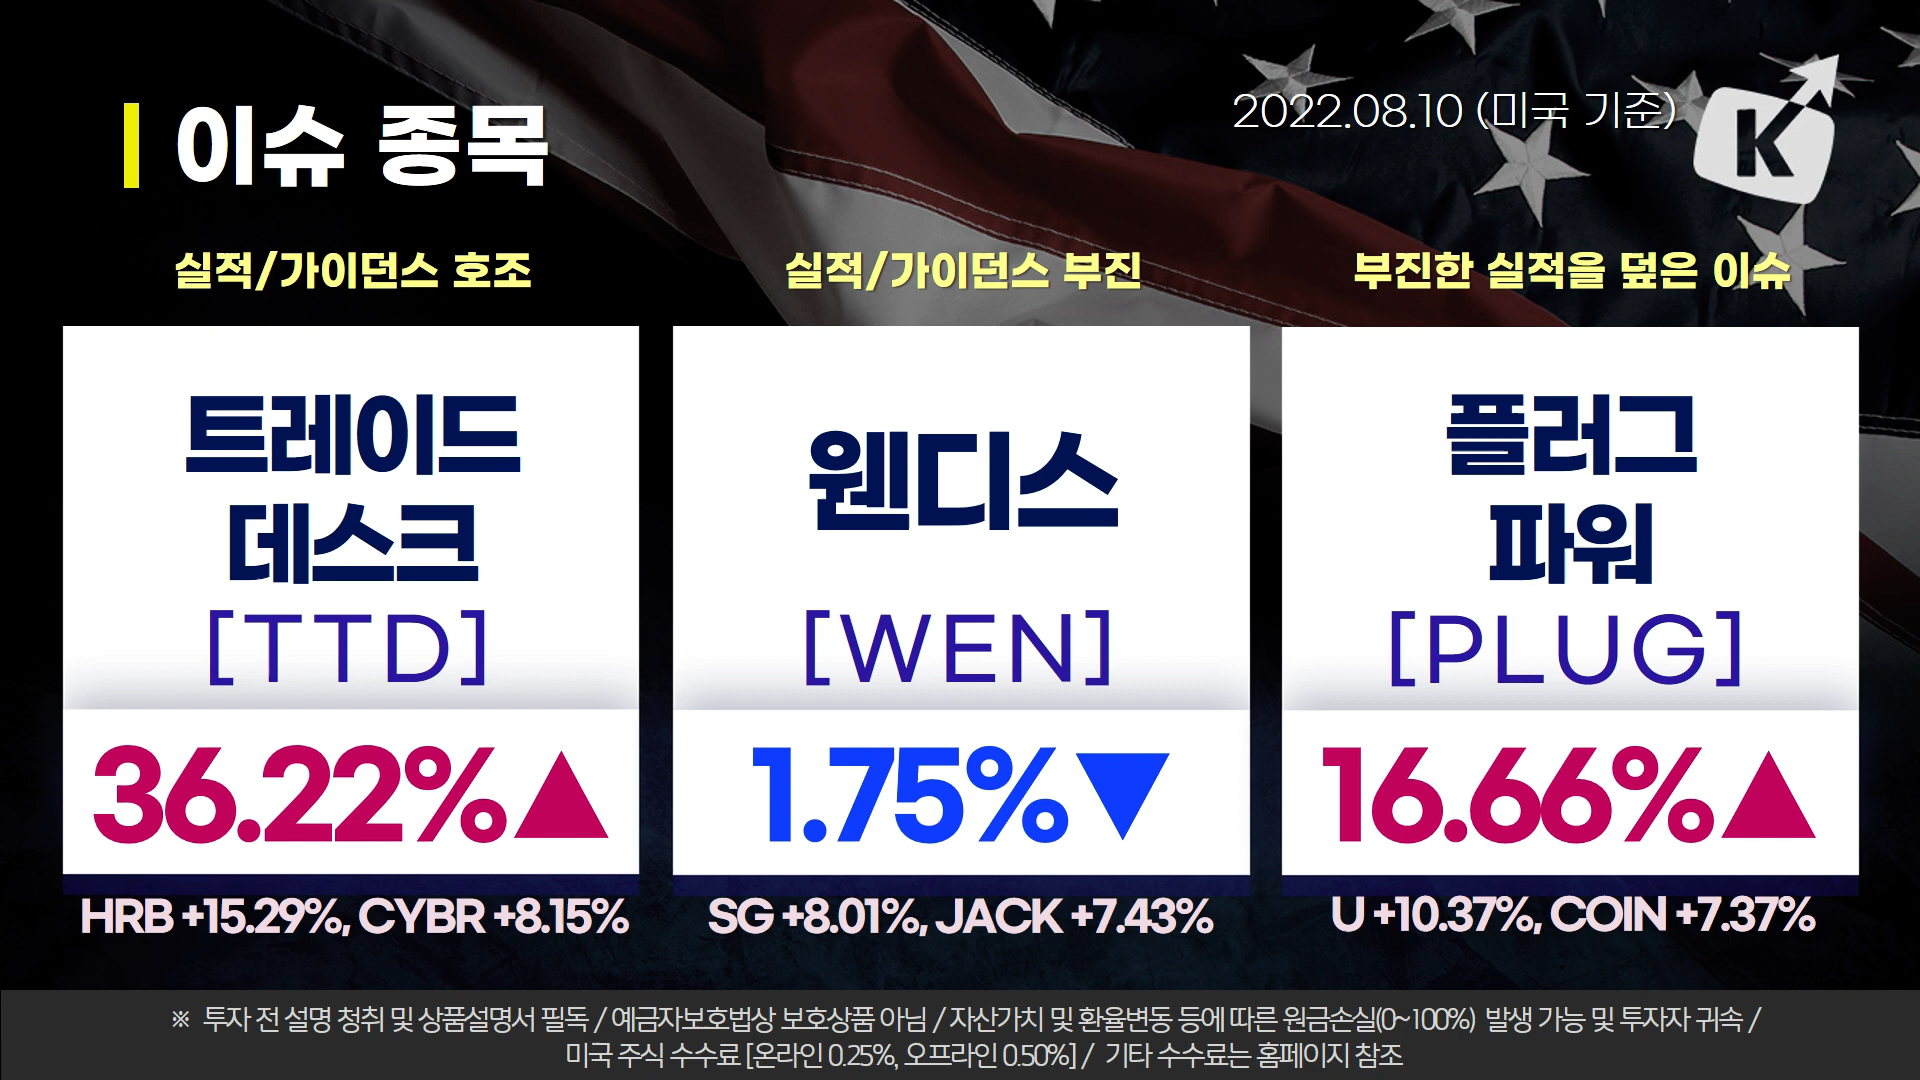 이슈 종목
2022.08.10 (미국 기준)
K
실적/가이던스 호조
트레이드
데스크
[TTD]
36.22%▲
HRB +15.29%, CYBR +8.15%
실적/가이던스 부진
웬디스
[WEN]
1.75%▼
SG +8.01%, JACK +7.43%
부진한 실적을 덮은 이슈
플러그
파워
[PLUG]
16.66%▲
U +10.37%, COIN +7.37%
※ 투자 전 설명 청취 및 상품설명서 필독 / 예금자보호법상 보호상품 아님 / 자산가치 및 환율변동 등에 따른 원금손실(0~100%) 발생 가능 및 투자자 귀속 /
미국 주식 수수료 [온라인 0.25%, 오프라인 0.50%] / 기타 수수료는 홈페이지 참조